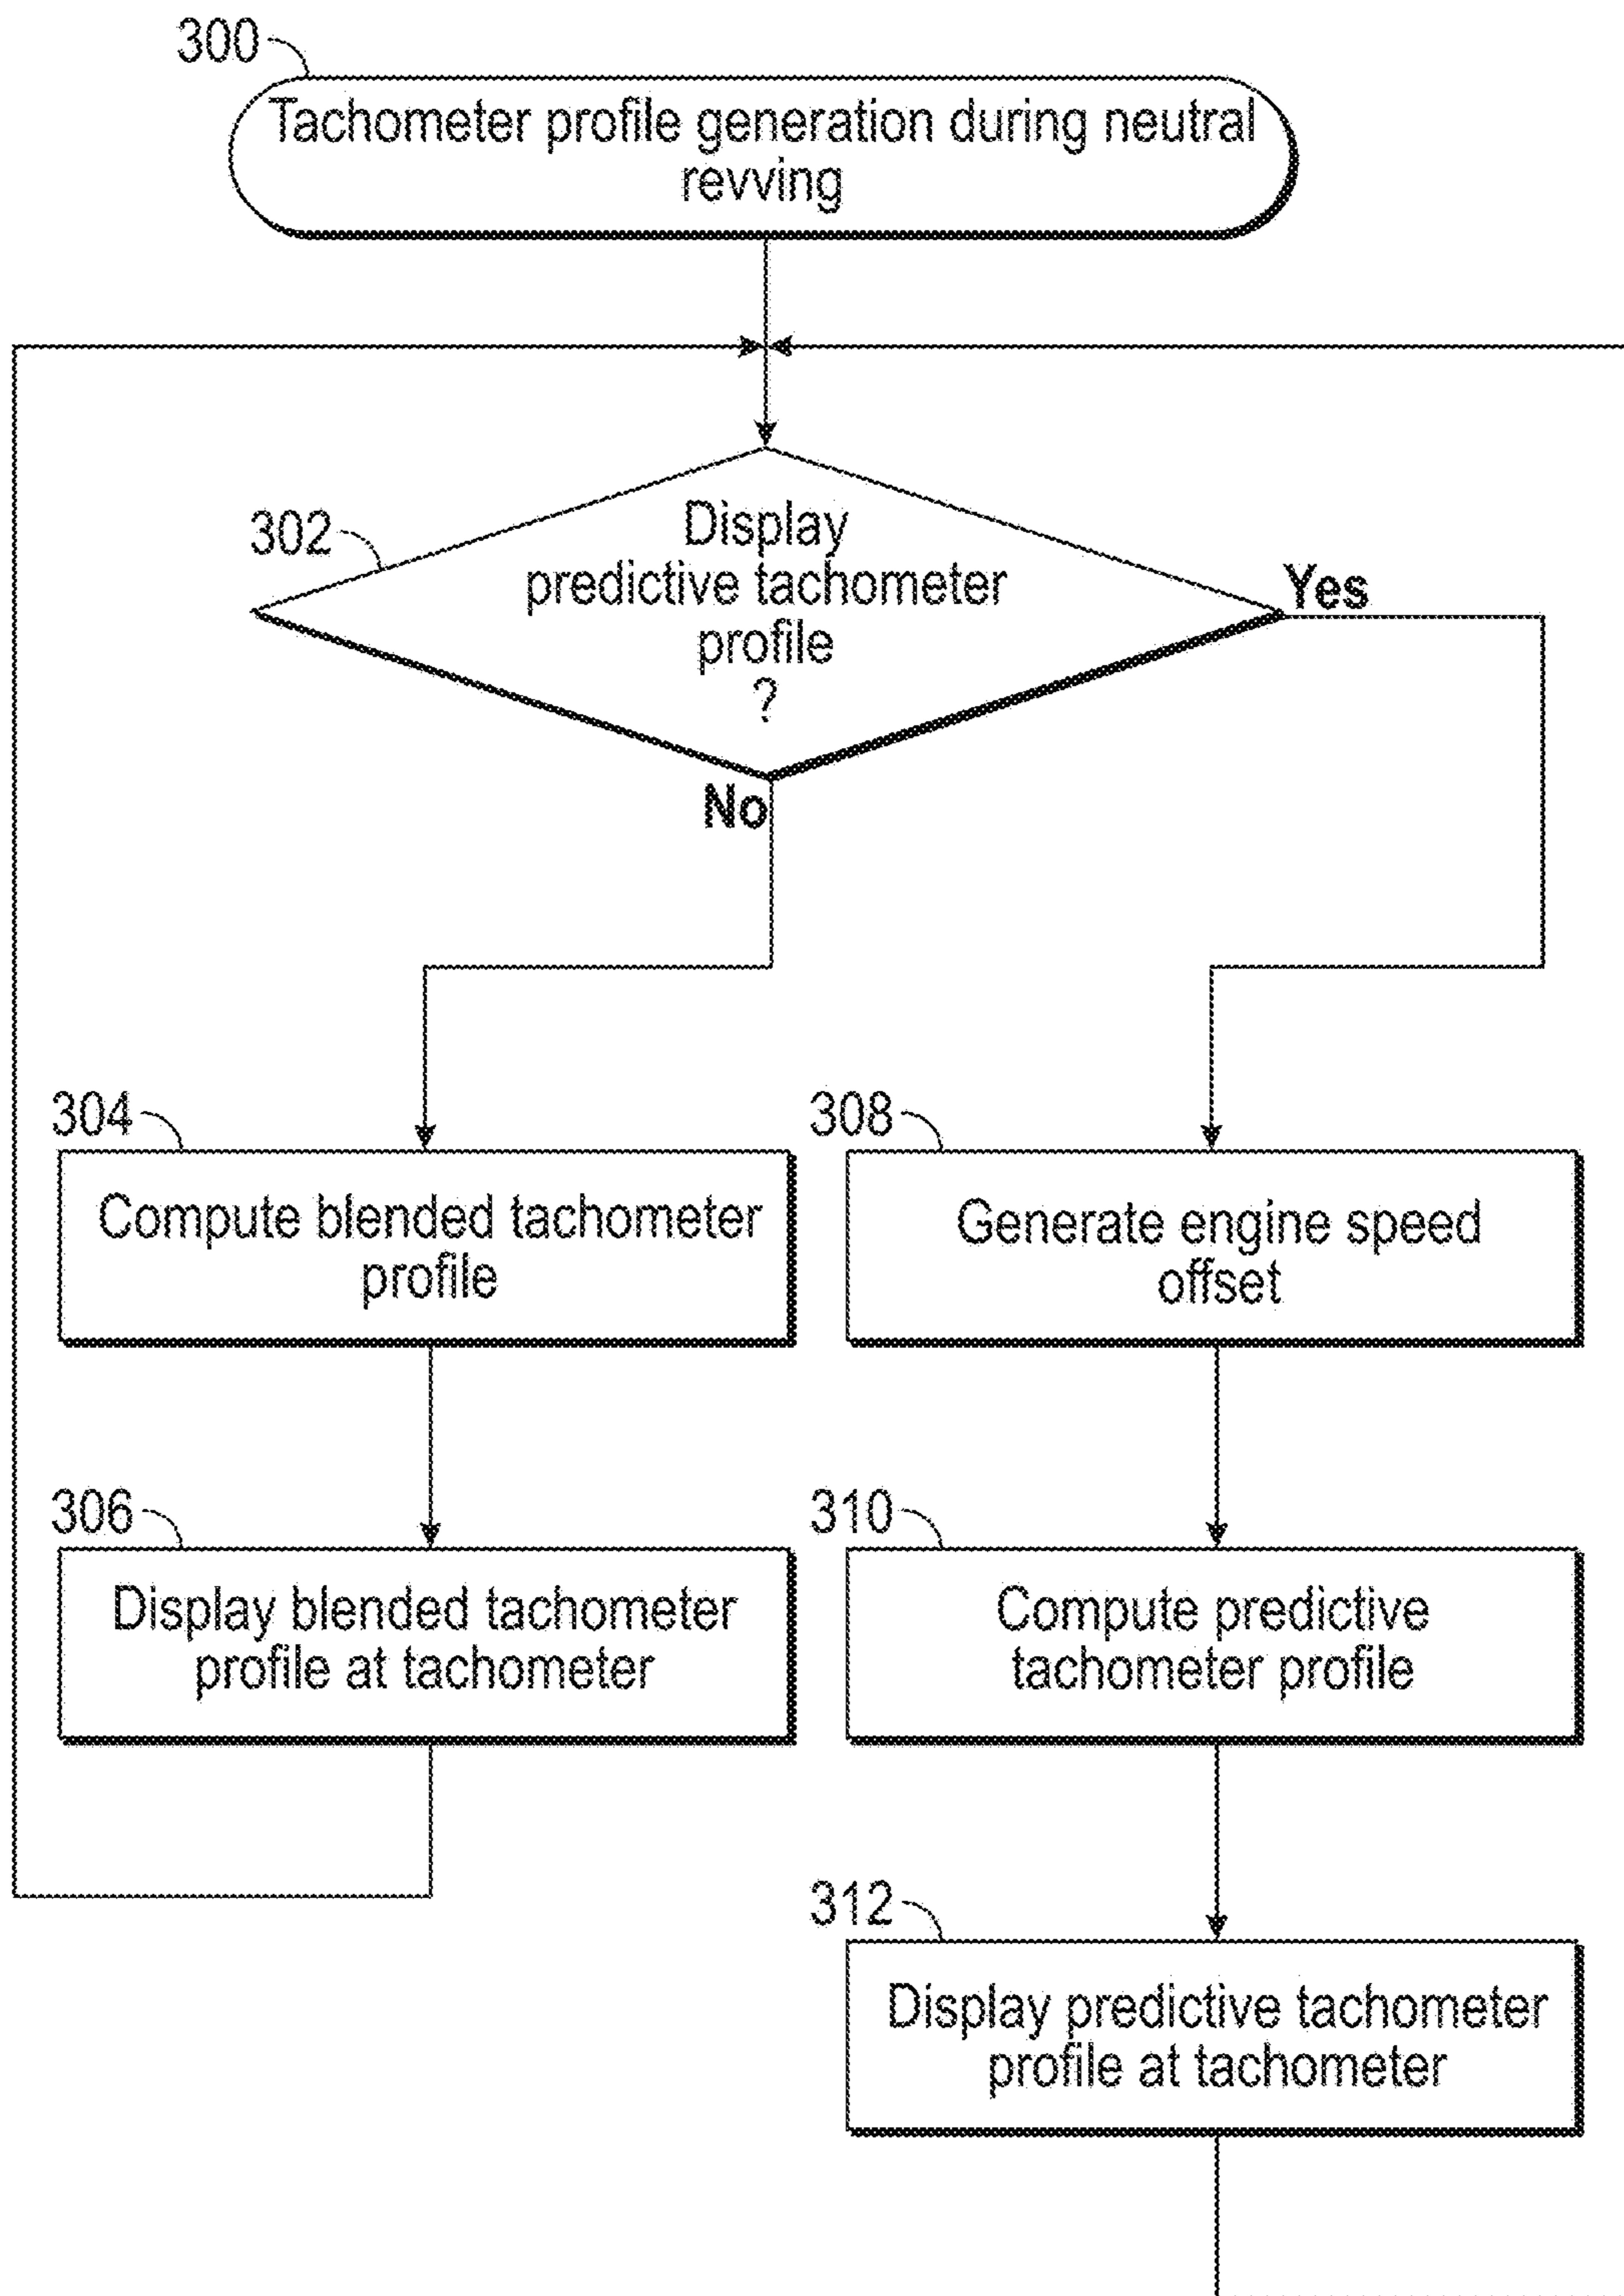 300
Tachometer profile generation during neutral
revving
302
Display
predictive tachometer
profile
?
Yes
No
304
Compute blended tachometer
profile
308
Generate engine speed
offset
306
Display blended tachometer
profile at tachometer
310
Compute predictive
tachometer profile
312
Display predictive tachometer
profile at tachometer